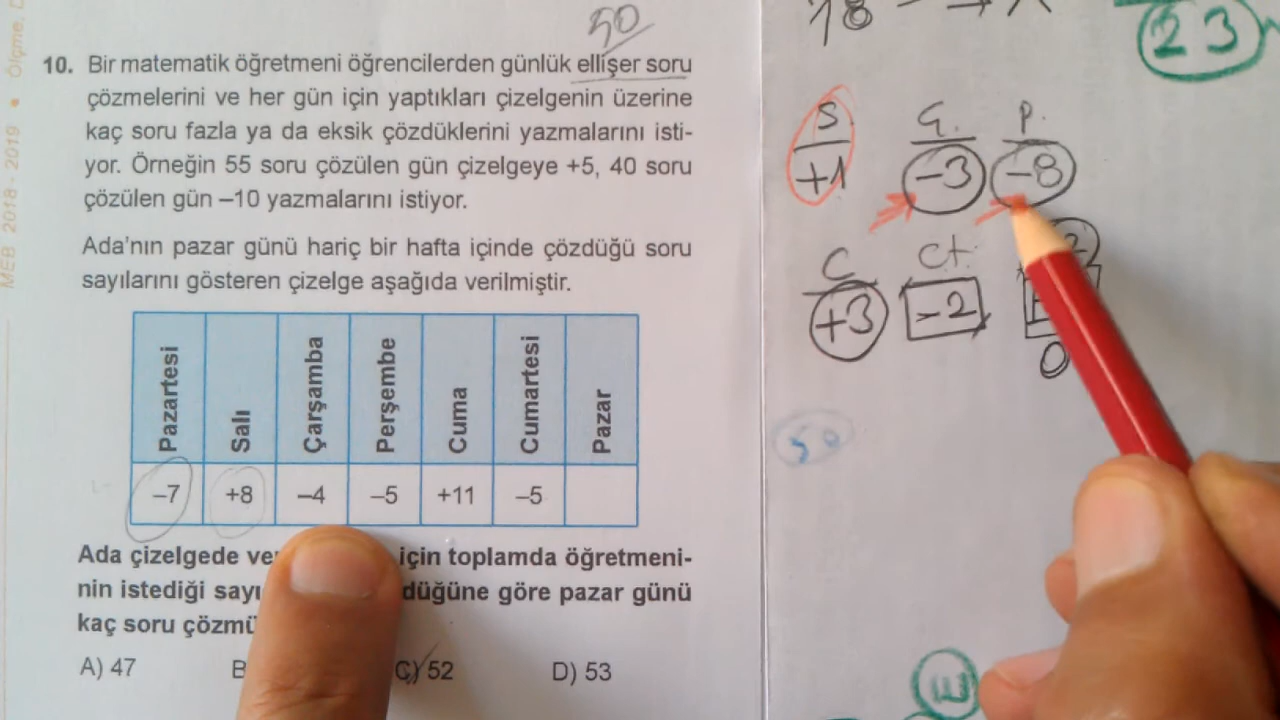 50
10. Bir matematik öğretmeni öğrencilerden günlük ellişer soru
çözmelerini ve her gün için yaptıkları çizelgenin üzerine
kaç soru fazla ya da eksik çözdüklerini yazmalarını isti-
yor. Örneğin 55 soru çözülen gün çizelgeye +5, 40 soru
çözülen gün –10 yazmalarını istiyor.
Ada'nın pazar günü hariç bir hafta içinde çözdüğü soru
sayılarını gösteren çizelge aşağıda verilmiştir.
Pazartesi Salı Çarşamba Perşembe Cuma Cumartesi Pazar
–7 +8 –4 –5 +11 –5
Ada çizelgede ve için toplamda öğretmeni-
nin istediği sayı düğüne göre pazar günü
kaç soru çözmü
A) 47 B C) 52 D) 53
MEB 2018 - 2019 • Ölçme, D
18 →
23
S Ç. P.
+1 –3 –8
C Ct
+3 –2
0
50
E